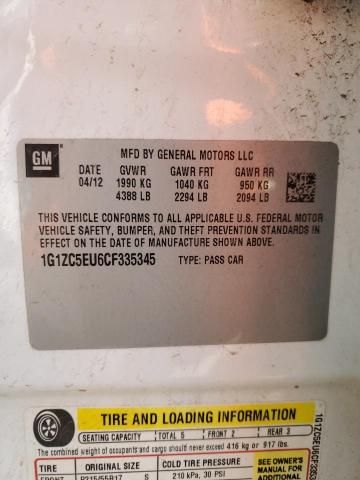 GM
MFD BY GENERAL MOTORS LLC
DATE GVWR GAWR FRT GAWR RR
04/12 1990 KG 1040 KG 950 KG
4388 LB 2294 LB 2094 LB
THIS VEHICLE CONFORMS TO ALL APPLICABLE U.S. FEDERAL MOTOR
VEHICLE SAFETY, BUMPER, AND THEFT PREVENTION STANDARDS IN
EFFECT ON THE DATE OF MANUFACTURE SHOWN ABOVE.
1G1ZC5EU6CF335345 TYPE: PASS CAR
TIRE AND LOADING INFORMATION
SEATING CAPACITY TOTAL 5 FRONT 2 REAR 3
The combined weight of occupants and cargo should never exceed 416 kg or 917 lbs.
TIRE ORIGINAL SIZE COLD TIRE PRESSURE
FRONT P215/55R17 S 210 kPa, 30 PSI
SEE OWNER'S
MANUAL FOR
ADDITIONAL
1G1ZC5EU6CF3353